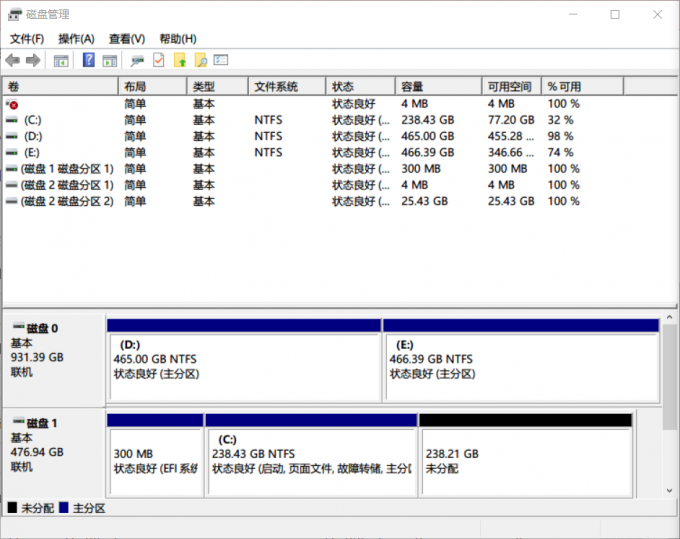 磁盘管理
文件(F) 操作(A) 查看(V) 帮助(H)
卷 布局 类型 文件系统 状态 容量 可用空间 % 可用
简单 基本 状态良好 4 MB 4 MB 100 %
(C:) 简单 基本 NTFS 状态良好 (... 238.43 GB 77.20 GB 32 %
(D:) 简单 基本 NTFS 状态良好 (... 465.00 GB 455.28 ... 98 %
(E:) 简单 基本 NTFS 状态良好 (... 466.39 GB 346.66 ... 74 %
(磁盘 1 磁盘分区 1) 简单 基本 状态良好 (... 300 MB 300 MB 100 %
(磁盘 2 磁盘分区 1) 简单 基本 状态良好 (... 4 MB 4 MB 100 %
(磁盘 2 磁盘分区 2) 简单 基本 状态良好 (... 25.43 GB 25.43 GB 100 %
磁盘 0
基本
931.39 GB
联机
(D:)
465.00 GB NTFS
状态良好 (主分区)
(E:)
466.39 GB NTFS
状态良好 (主分区)
磁盘 1
基本
476.94 GB
联机
300 MB
状态良好 (EFI 系统
(C:)
238.43 GB NTFS
状态良好 (启动, 页面文件, 故障转储, 主分区
238.21 GB
未分配
未分配 主分区